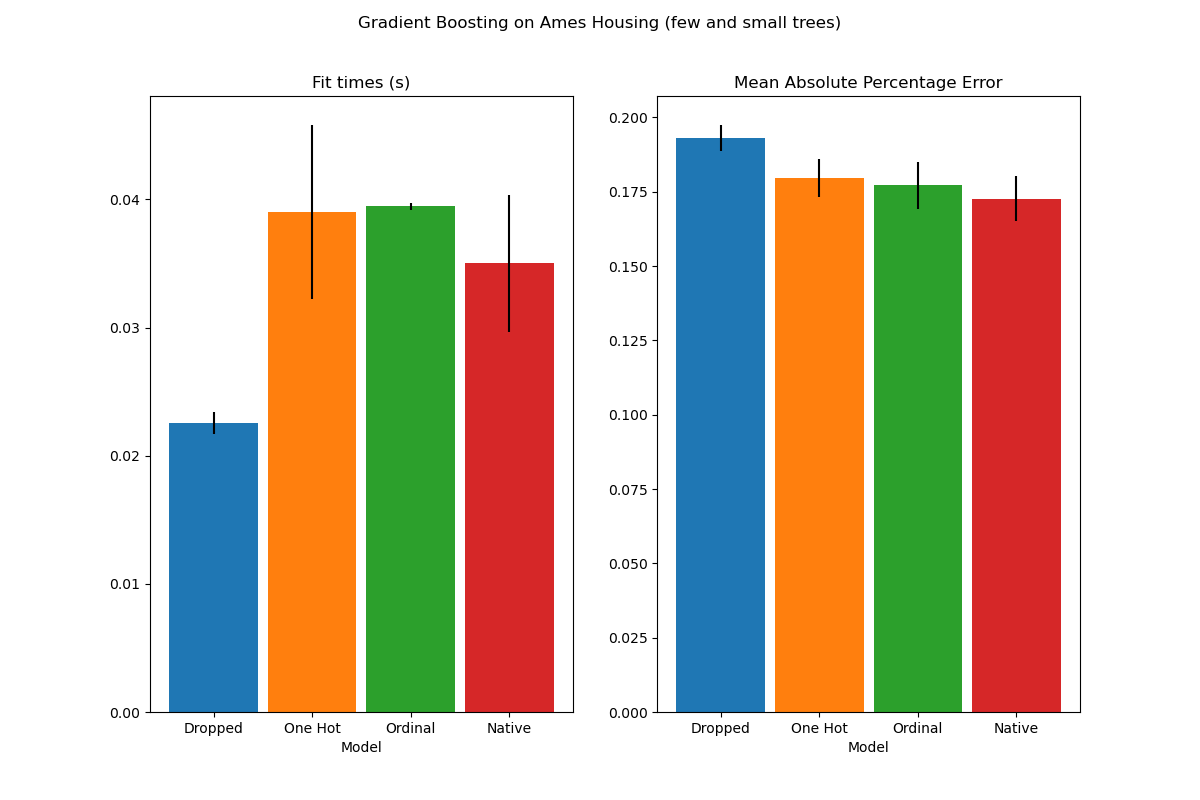 Gradient Boosting on Ames Housing (few and small trees)
Fit times (s)
0.04
0.03
0.02
0.01
0.00
Dropped One Hot Ordinal Native
Model
Mean Absolute Percentage Error
0.200
0.175
0.150
0.125
0.100
0.075
0.050
0.025
0.000
Dropped One Hot Ordinal Native
Model